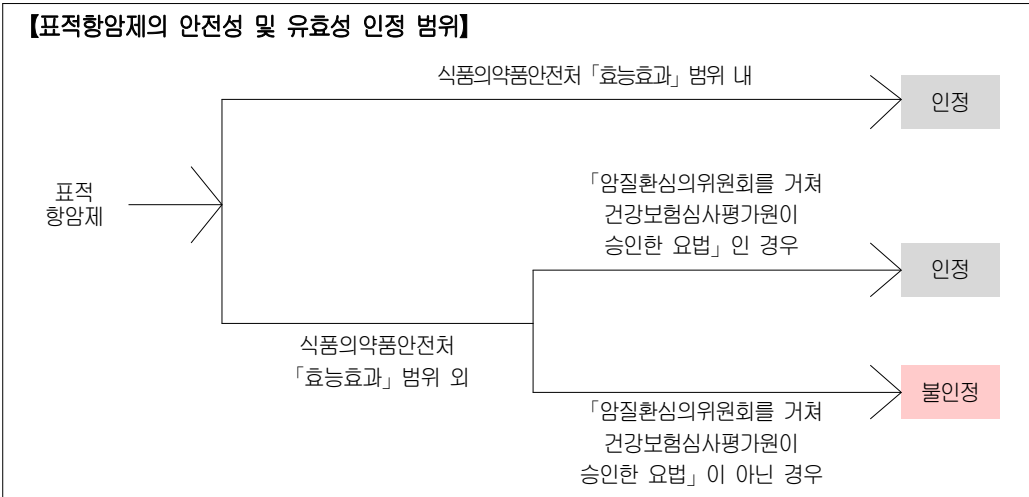 【표적항암제의 안전성 및 유효성 인정 범위】
식품의약품안전처「효능효과」범위 내
인정
표적
항암제
「암질환심의위원회를 거쳐
건강보험심사평가원이
승인한 요법」인 경우
인정
식품의약품안전처
「효능효과」범위 외
불인정
「암질환심의위원회를 거쳐
건강보험심사평가원이
승인한 요법」이 아닌 경우